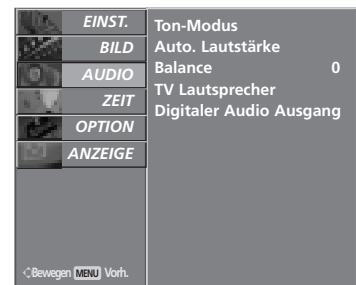 EINST.
BILD
AUDIO
ZEIT
OPTION
ANZEIGE
Ton-Modus
Auto. Lautstärke
Balance 0
TV Lautsprecher
Digitaler Audio Ausgang
Bewegen MENU Vorh.